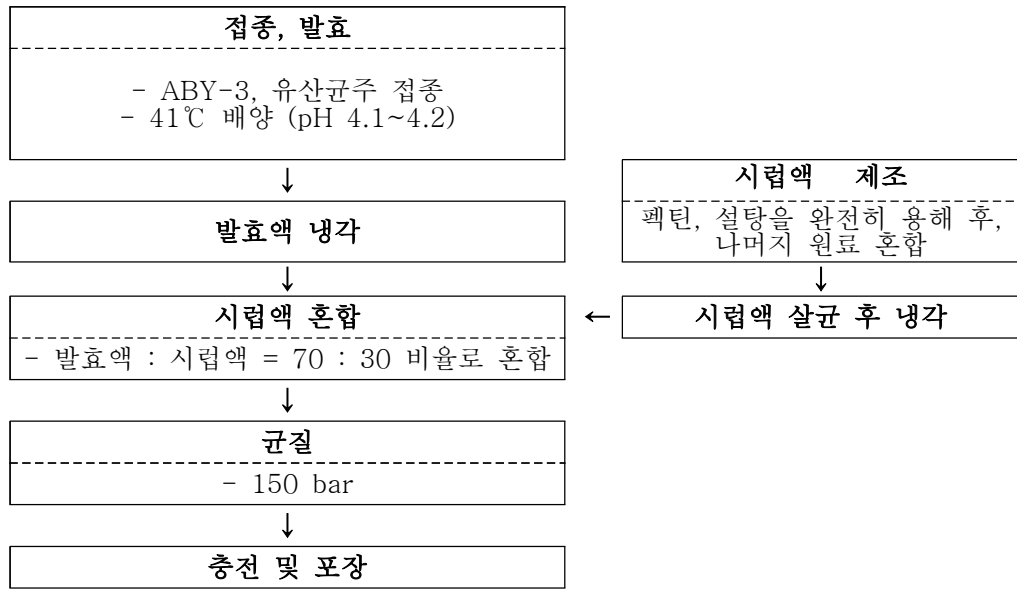 접종, 발효
- ABY-3, 유산균주 접종
- 41℃ 배양 (pH 4.1~4.2)
↓
발효액 냉각
↓
시럽액 제조
펙틴, 설탕을 완전히 용해 후,
나머지 원료 혼합
↓
시럽액 살균 후 냉각
←
시럽액 혼합
- 발효액 : 시럽액 = 70 : 30 비율로 혼합
↓
균질
- 150 bar
↓
충전 및 포장